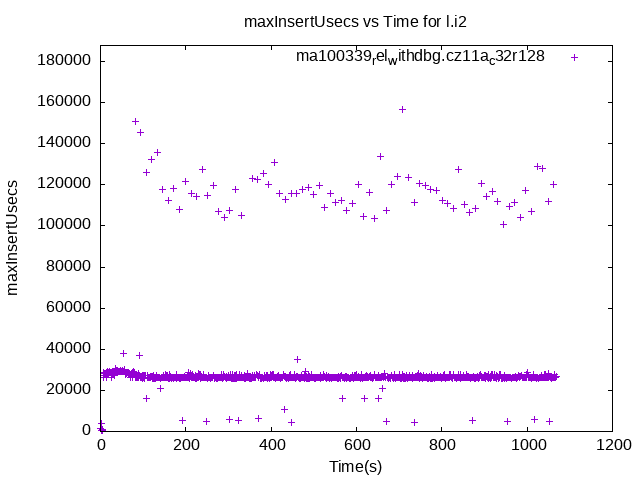 maxInsertUsecs vs Time for l.i2
ma100339relwithdbg.cz11ac32r128
180000
160000
140000
120000
100000
80000
60000
40000
20000
0
maxInsertUsecs
0 200 400 600 800 1000 1200
Time(s)